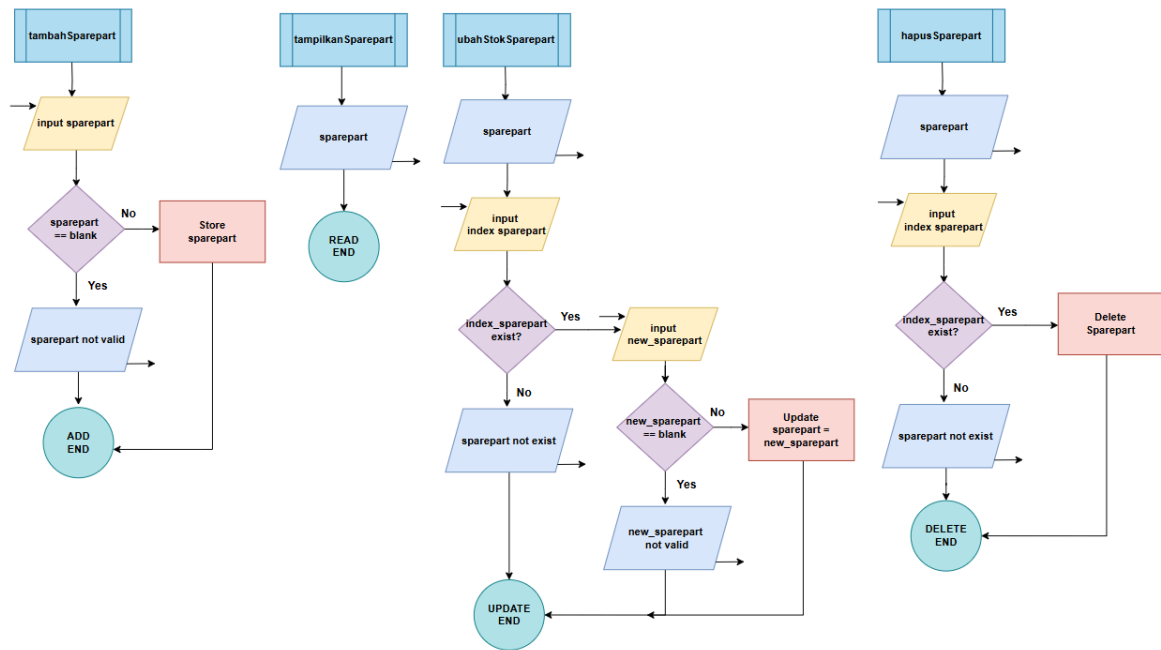 tambahSparepart
input sparepart
sparepart
== blank
No
Store
sparepart
Yes
sparepart not valid
ADD
END
tampilkanSparepart
sparepart
READ
END
ubahStokSparepart
sparepart
input
index sparepart
index_sparepart
exist?
Yes
input
new_sparepart
No
sparepart not exist
new_sparepart
== blank
No
Update
sparepart =
new_sparepart
Yes
new_sparepart
not valid
UPDATE
END
hapusSparepart
sparepart
input
index sparepart
index_sparepart
exist?
Yes
Delete
Sparepart
No
sparepart not exist
DELETE
END